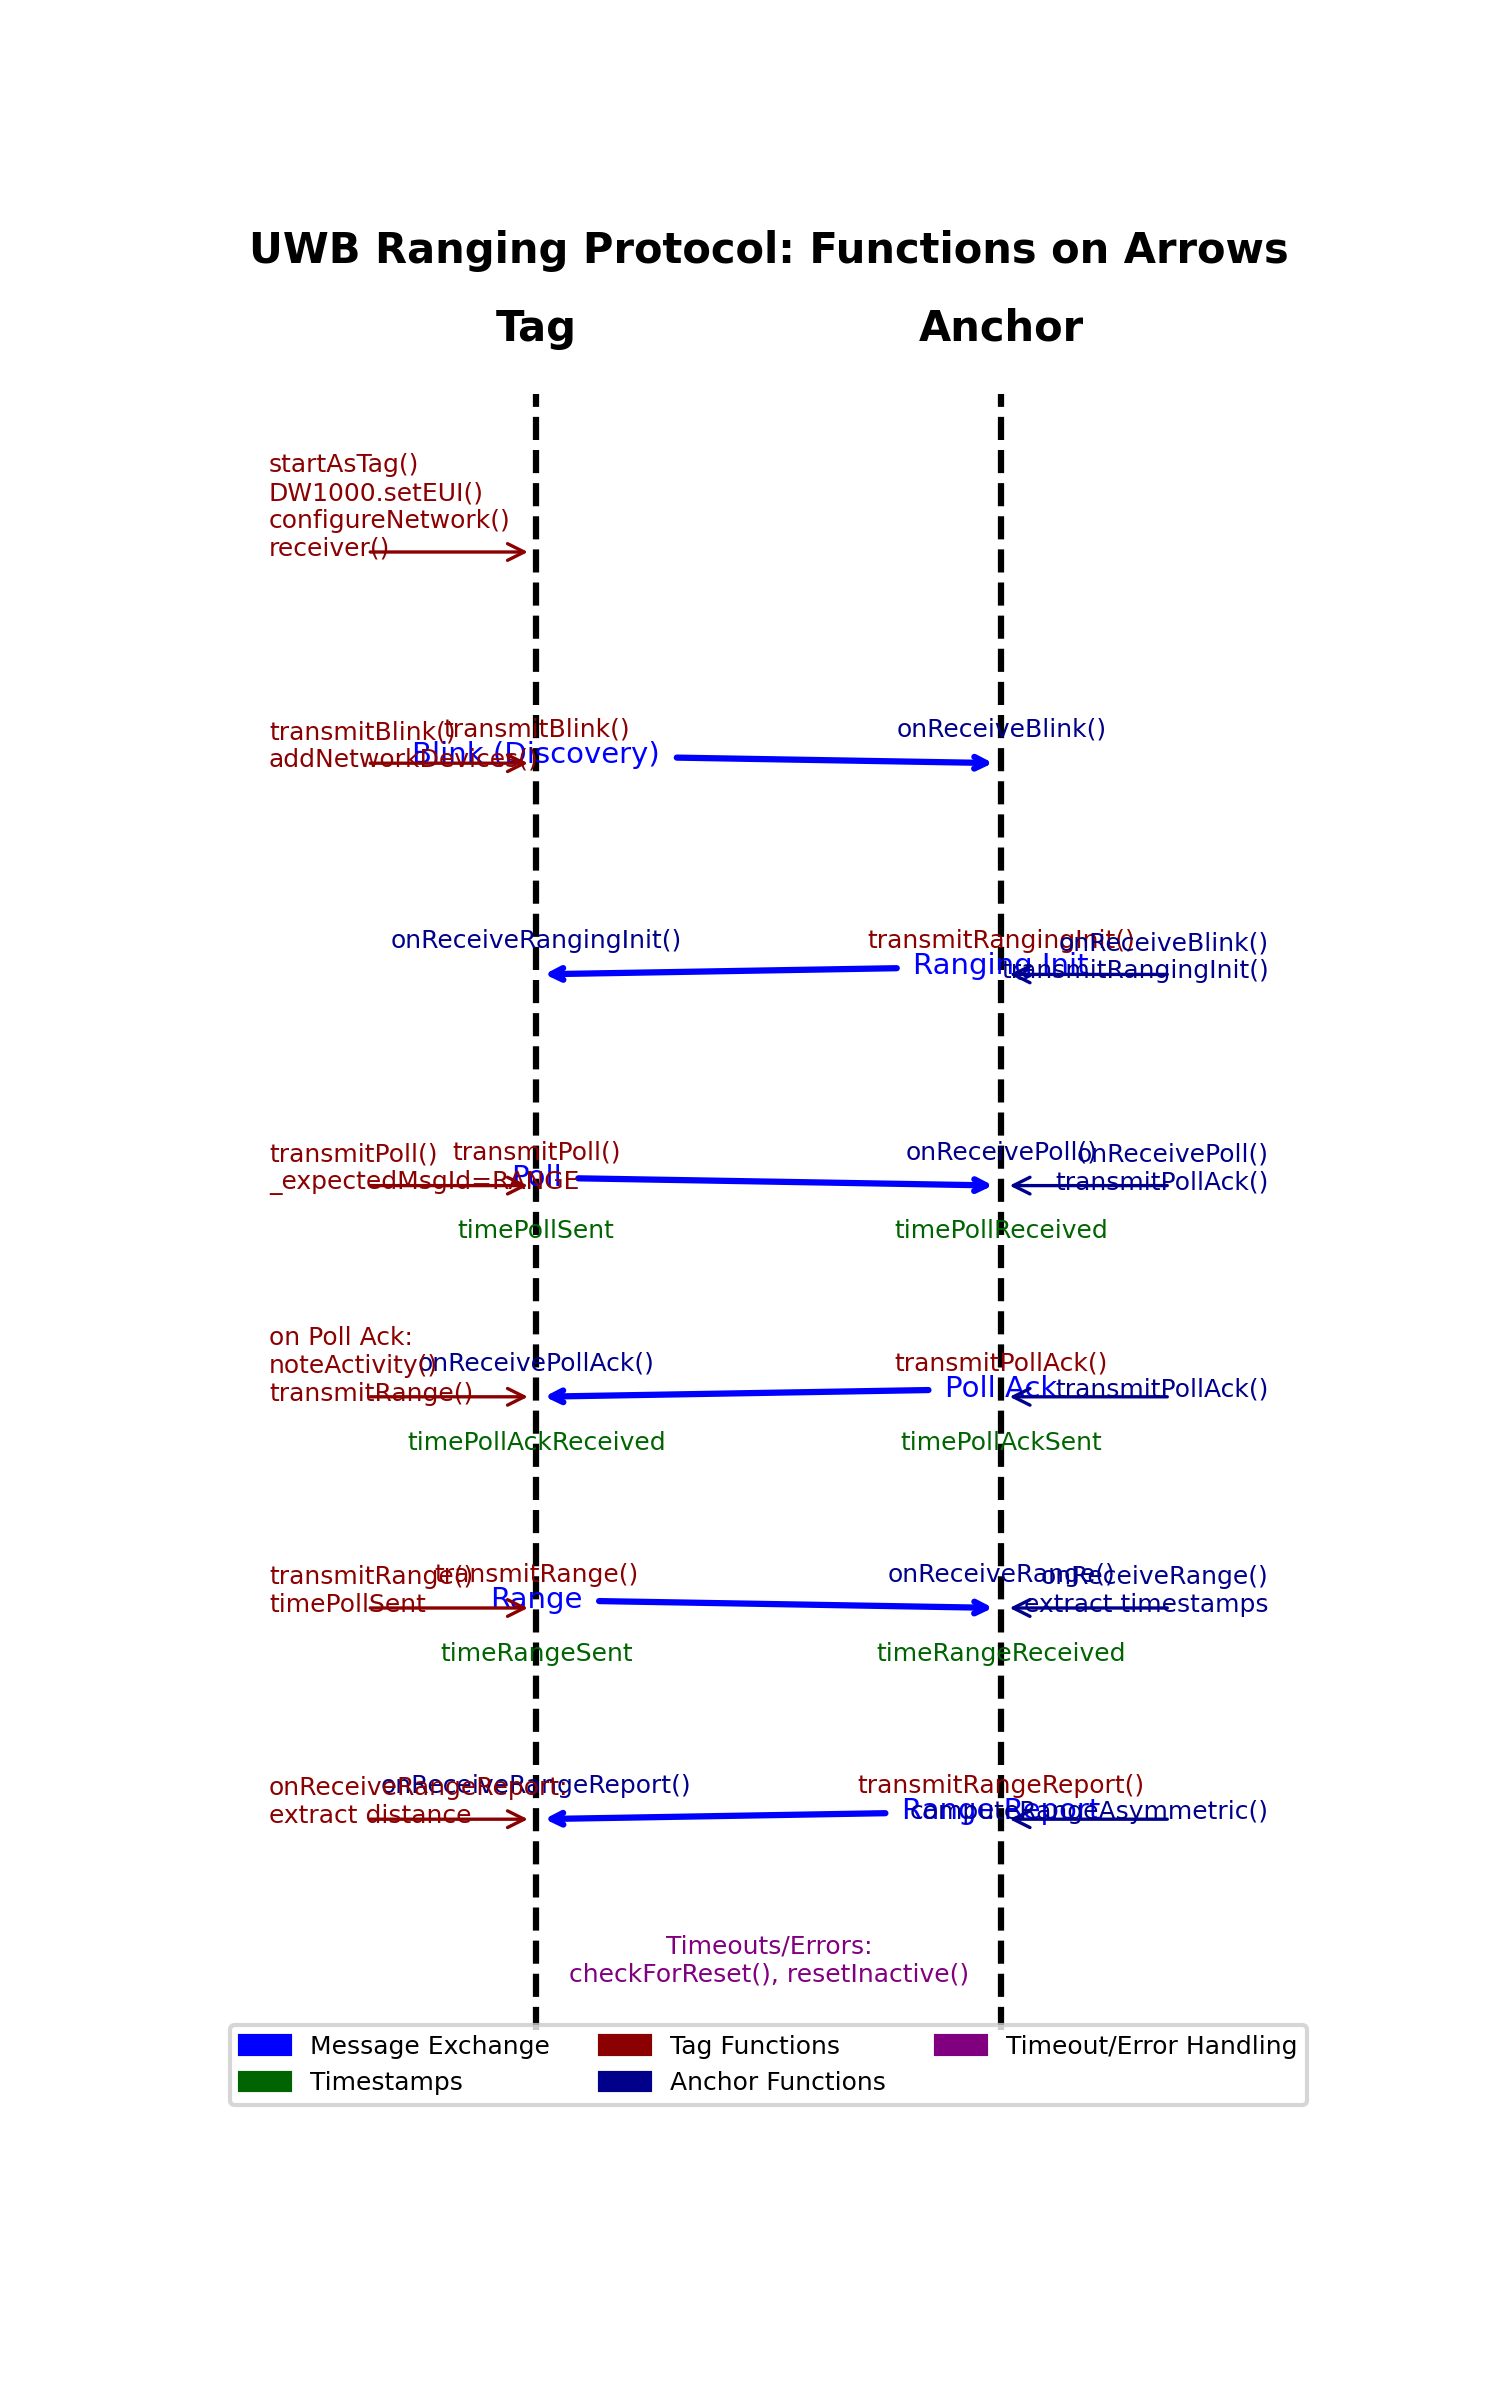 UWB Ranging Protocol: Functions on Arrows
Tag
Anchor
startAsTag()
DW1000.setEUI()
configureNetwork()
receiver()
transmitBlink()
addNetworkDevices()
transmitBlink()
Blink (Discovery)
onReceiveBlink()
onReceiveRangingInit()
transmitRangingInit()
Ranging Init
onReceiveBlink()
transmitRangingInit()
transmitPoll()
_expectedMsgId=RANGE
transmitPoll()
Poll
onReceivePoll()
onReceivePoll()
transmitPollAck()
timePollSent
timePollReceived
on Poll Ack:
noteActivity()
transmitRange()
onReceivePollAck()
transmitPollAck()
Poll Ack
transmitPollAck()
timePollAckReceived
timePollAckSent
transmitRange()
timePollSent
transmitRange()
Range
onReceiveRange()
onReceiveRange()
extract timestamps
timeRangeSent
timeRangeReceived
onReceiveRangeReport:
extract distance
onReceiveRangeReport()
transmitRangeReport()
Range Report
computeRangeAsymmetric()
Timeouts/Errors:
checkForReset(), resetInactive()
Message Exchange
Timestamps
Tag Functions
Anchor Functions
Timeout/Error Handling